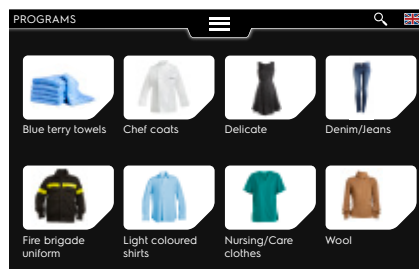 PROGRAMS
Blue terry towels
Chef coats
Delicate
Denim/Jeans
Fire brigade
uniform
Light coloured
shirts
Nursing/Care
clothes
Wool